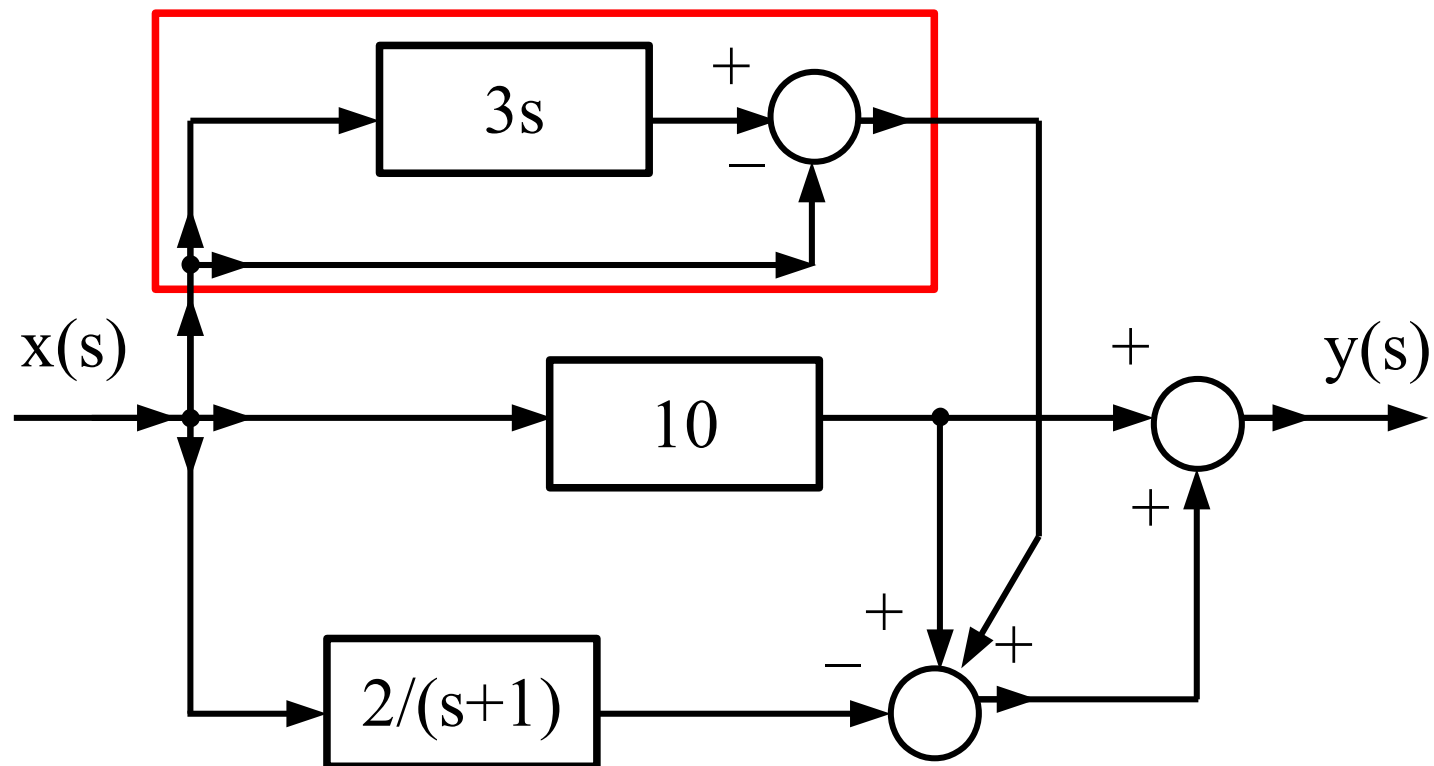 +
3s
−
x(s)
+
y(s)
10
+
+
+
−
2/(s+1)